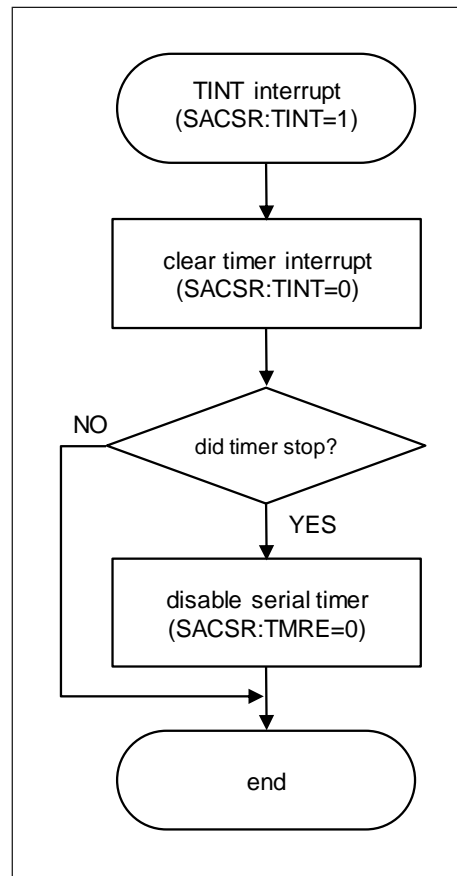 TINT interrupt
(SACSR:TINT=1)
clear timer interrupt
(SACSR:TINT=0)
did timer stop?
NO
YES
disable serial timer
(SACSR:TMRE=0)
end